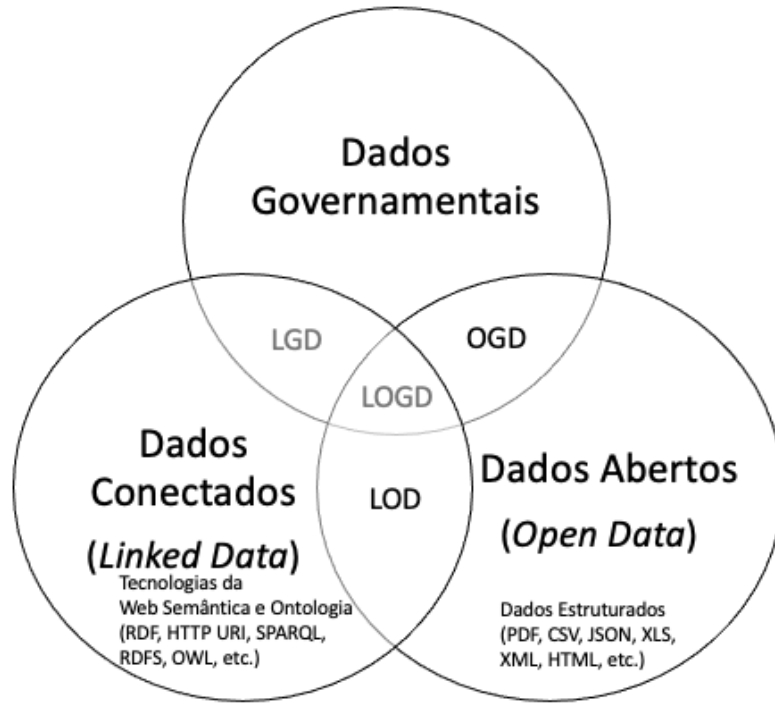 Dados
Governamentais
LGD
OGD
LOGD
Dados
Conectados
(Linked Data)
Tecnologias da
Web Semântica e Ontologia
(RDF, HTTP URI, SPARQL,
RDFS, OWL, etc.)
LOD
Dados Abertos
(Open Data)
Dados Estruturados
(PDF, CSV, JSON, XLS,
XML, HTML, etc.)